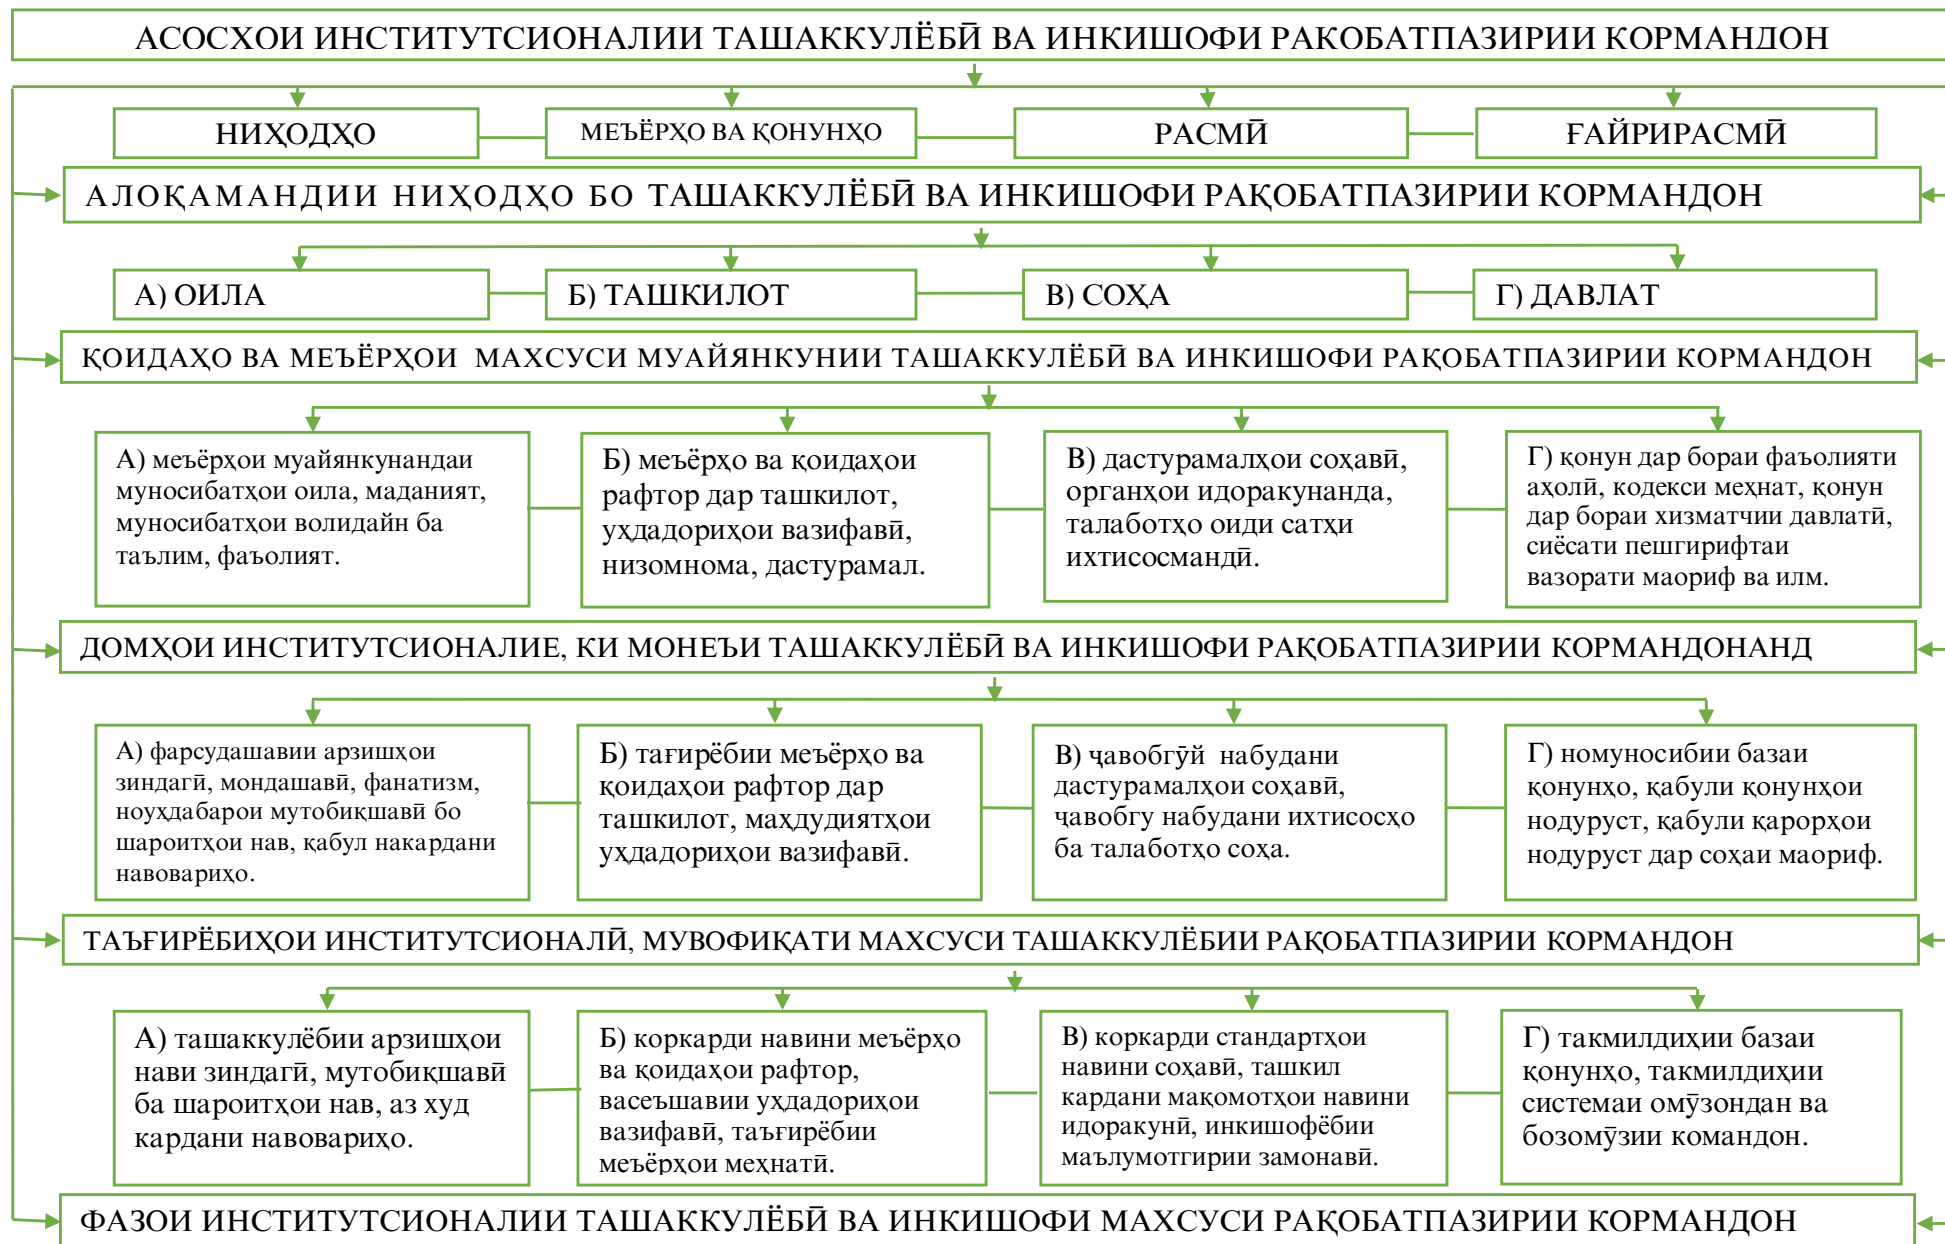 АСОСҲОИ ИНСТИТУТСИОНАЛИИ ТАШАККУЛЁБӢ ВА ИНКИШОФИ РАҚОБАТПАЗИРИИ КОРМАНДОН
НИҲОДҲО
МЕЪЁРҲО ВА ҚОНУНҲО
РАСМӢ
ҒАЙРИРАСМӢ
АЛОҚАМАНДИИ НИҲОДҲО БО ТАШАККУЛЁБӢ ВА ИНКИШОФИ РАҚОБАТПАЗИРИИ КОРМАНДОН
А) ОИЛА
Б) ТАШКИЛОТ
В) СОҲА
Г) ДАВЛАТ
ҚОИДАҲО ВА МЕЪЁРҲОИ МАХСУСИ МУАЙЯНКУНИИ ТАШАККУЛЁБӢ ВА ИНКИШОФИ РАҚОБАТПАЗИРИИ КОРМАНДОН
А) меъёрҳои муайянкунандаи
муносибатҳои оила, маданият,
муносибатҳои волидайн ба
таълим, фаъолият.
Б) меъёрҳо ва қоидаҳои
рафтор дар ташкилот,
уҳдадориҳои вазифавӣ,
низомнома, дастурамал.
В) дастурамалҳои соҳавӣ,
органҳои идоракунанда,
талаботҳо оиди сатҳи
ихтисосмандӣ.
Г) қонун дар бораи фаъолияти
аҳолӣ, кодекси меҳнат, қонун
дар бораи хизматчии давлатӣ,
сиёсати пешгирифтаи
вазорати маориф ва илм.
ДОМҲОИ ИНСТИТУТСИОНАЛИЕ, КИ МОНЕЪИ ТАШАККУЛЁБӢ ВА ИНКИШОФИ РАҚОБАТПАЗИРИИ КОРМАНДОНАНД
А) фарсудашавии арзишҳои
зиндагӣ, мондашавӣ, фанатизм,
ноуҳдабарои мутобиқшавӣ бо
шароитҳои нав, қабул накардани
навовариҳо.
Б) тағирёбии меъёрҳо ва
қоидаҳои рафтор дар
ташкилот, маҳдудиятҳои
уҳдадориҳои вазифавӣ.
В) ҷавобгӯй набудани
дастурамалҳои соҳавӣ,
ҷавобгу набудани ихтисосҳо
ба талаботҳо соҳа.
Г) номуносибии базаи
қонунҳо, қабули қонунҳои
нодуруст, қабули қарорҳои
нодуруст дар соҳаи маориф.
ТАЪҒИРЁБИҲОИ ИНСТИТУТСИОНАЛӢ, МУВОФИҚАТИ МАХСУСИ ТАШАККУЛЁБИИ РАҚОБАТПАЗИРИИ КОРМАНДОН
А) ташаккулёбии арзишҳои
нави зиндагӣ, мутобиқшавӣ
ба шароитҳои нав, аз худ
кардани навовариҳо.
Б) коркарди навини меъёрҳо
ва қоидаҳои рафтор,
васеъшавии уҳдадориҳои
вазифавӣ, таъғирёбии
меъёрҳои меҳнатӣ.
В) коркарди стандартҳои
навини соҳавӣ, ташкил
кардани мақомотҳои навини
идоракунӣ, инкишофёбии
маълумотгирии замонавӣ.
Г) такмилдиҳии базаи
қонунҳо, такмилдиҳии
системаи омӯзондан ва
бозомӯзии командон.
ФАЗОИ ИНСТИТУТСИОНАЛИИ ТАШАККУЛЁБӢ ВА ИНКИШОФИ МАХСУСИ РАҚОБАТПАЗИРИИ КОРМАНДОН